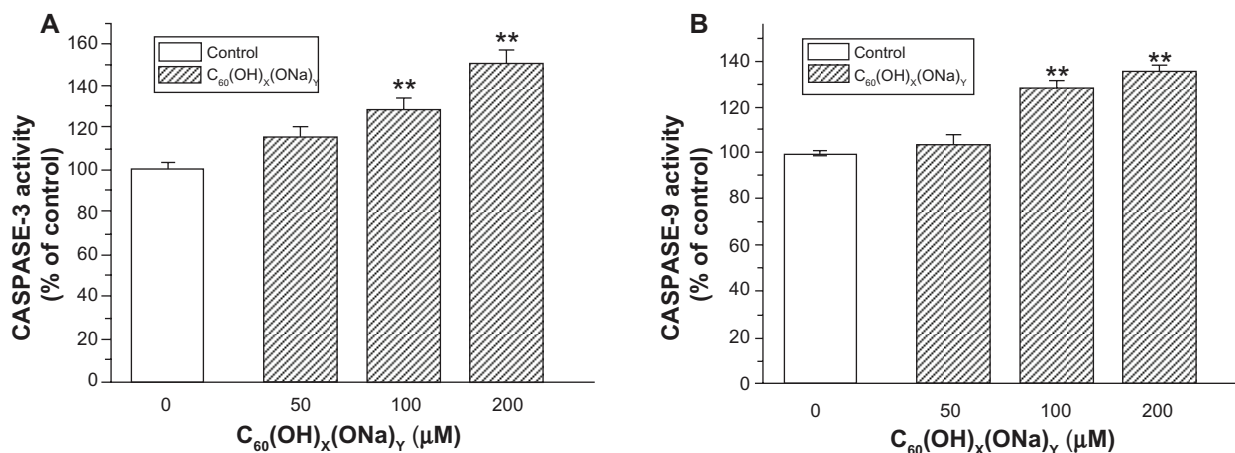 A
CASPASE-3 activity
(% of control)
160
140
120
100
80
60
40
20
0
Control
C₆₀(OH)ₓ(ONa)ᵧ
**
**
0 50 100 200
C₆₀(OH)ₓ(ONa)ᵧ (μM)
B
CASPASE-9 activity
(% of control)
140
120
100
80
60
40
20
0
Control
C₆₀(OH)ₓ(ONa)ᵧ
**
**
0 50 100 200
C₆₀(OH)ₓ(ONa)ᵧ (μM)